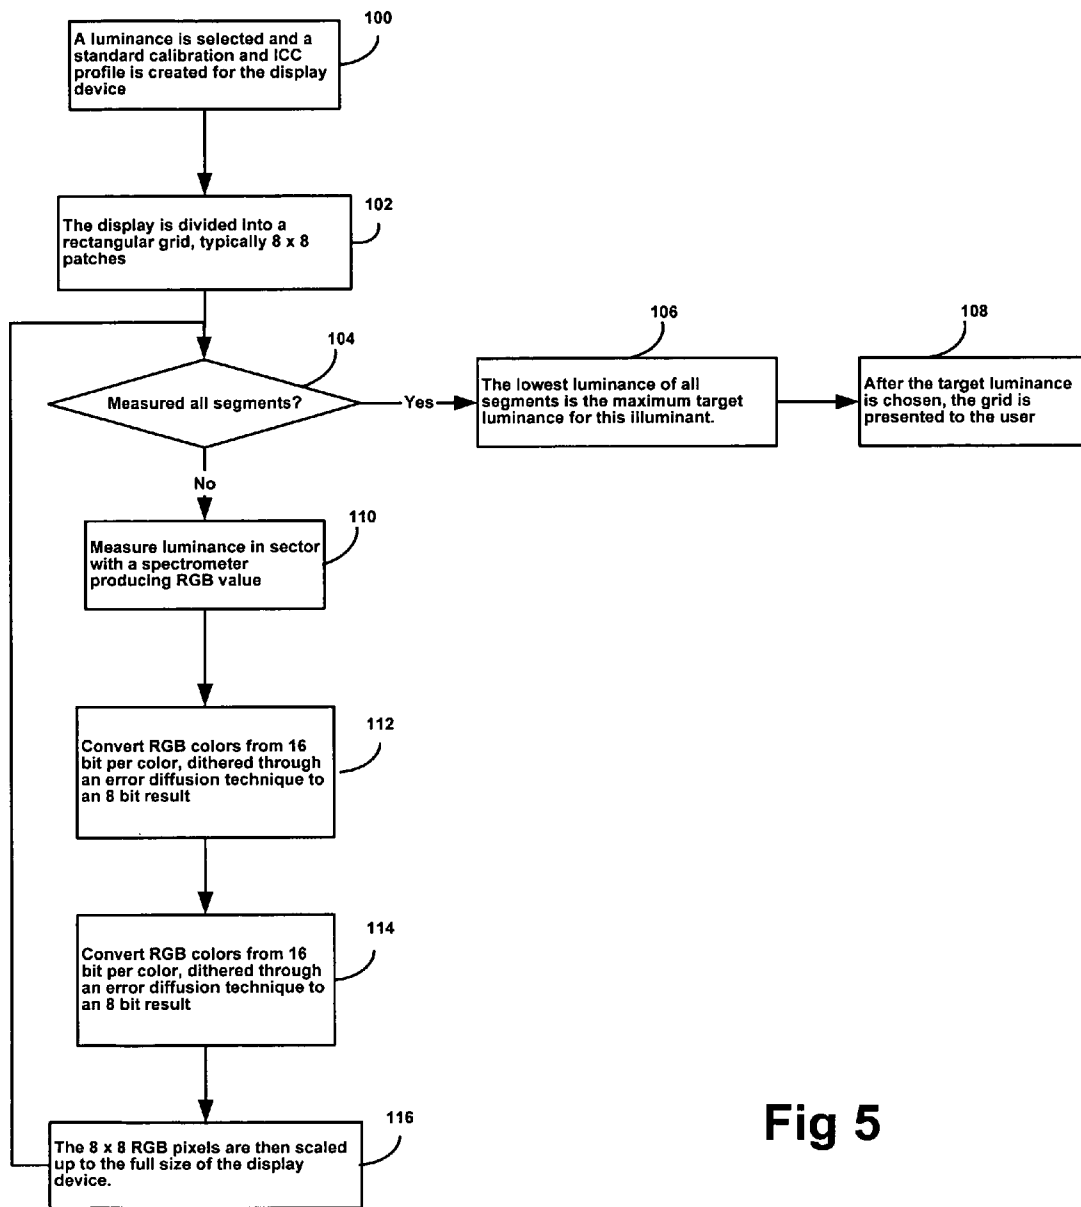 100
A luminance is selected and a
standard calibration and ICC
profile is created for the display
device
102
The display is divided Into a
rectangular grid, typically 8 x 8
patches
104
Measured all segments?
Yes
106
The lowest luminance of all
segments is the maximum target
luminance for this illuminant.
108
After the target luminance
is chosen, the grid is
presented to the user
No
110
Measure luminance in sector
with a spectrometer
producing RGB value
112
Convert RGB colors from 16
bit per color, dithered through
an error diffusion technique to
an 8 bit result
114
Convert RGB colors from 16
bit per color, dithered through
an error diffusion technique to
an 8 bit result
116
The 8 x 8 RGB pixels are then scaled
up to the full size of the display
device.
Fig 5